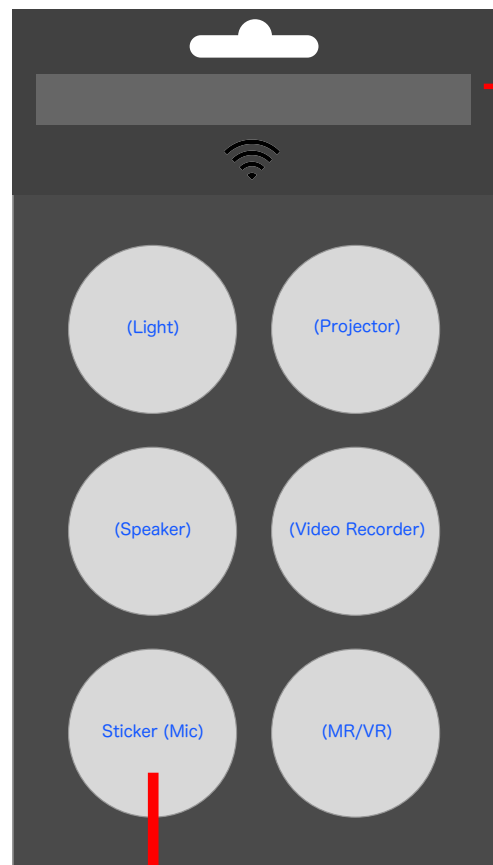 (Light)
(Projector)
(Speaker)
(Video Recorder)
Sticker (Mic)
(MR/VR)